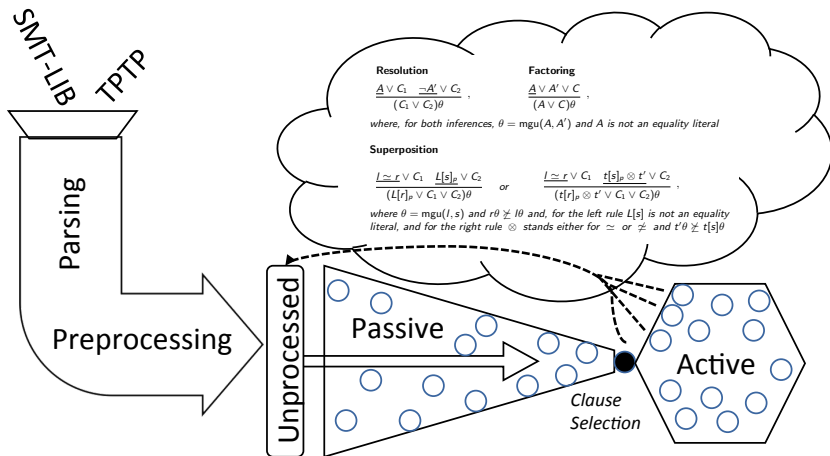 SMT-LIB
TPTP
Parsing
Preprocessing
Resolution
A ∨ C₁ ¬A′ ∨ C₂ ,
(C₁ ∨ C₂)θ
Factoring
A ∨ A′ ∨ C ,
(A ∨ C)θ
where, for both inferences, θ = mgu(A, A′) and A is not an equality literal
Superposition
l ≃ r ∨ C₁ L[s]ₚ ∨ C₂
(L[r]ₚ ∨ C₁ ∨ C₂)θ
or
l ≃ r ∨ C₁ t[s]ₚ ⊗ t′ ∨ C₂ ,
(t[r]ₚ ⊗ t′ ∨ C₁ ∨ C₂)θ
where θ = mgu(l, s) and rθ ⋡ lθ and, for the left rule L[s] is not an equality
literal, and for the right rule ⊗ stands either for ≃ or ≄ and t′θ ⋡ t[s]θ
Unprocessed
Passive
Clause
Selection
Active